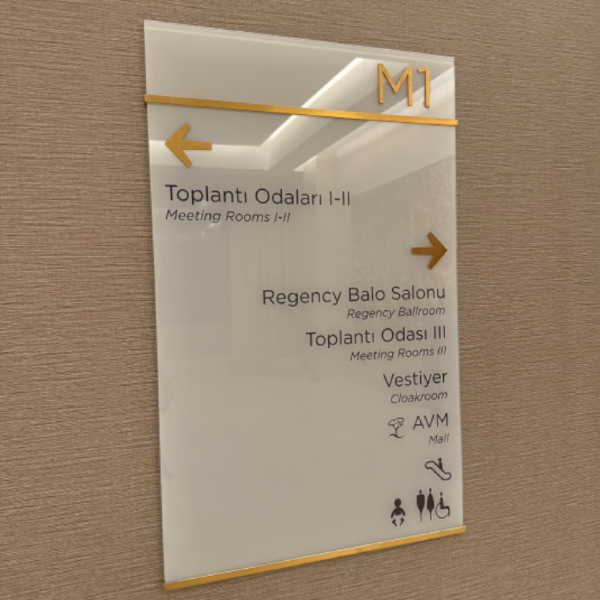 M1
Toplantı Odaları I-II
Meeting Rooms I-II
Regency Balo Salonu
Regency Ballroom
Toplantı Odası III
Meeting Rooms III
Vestiyer
Cloakroom
AVM
Mall